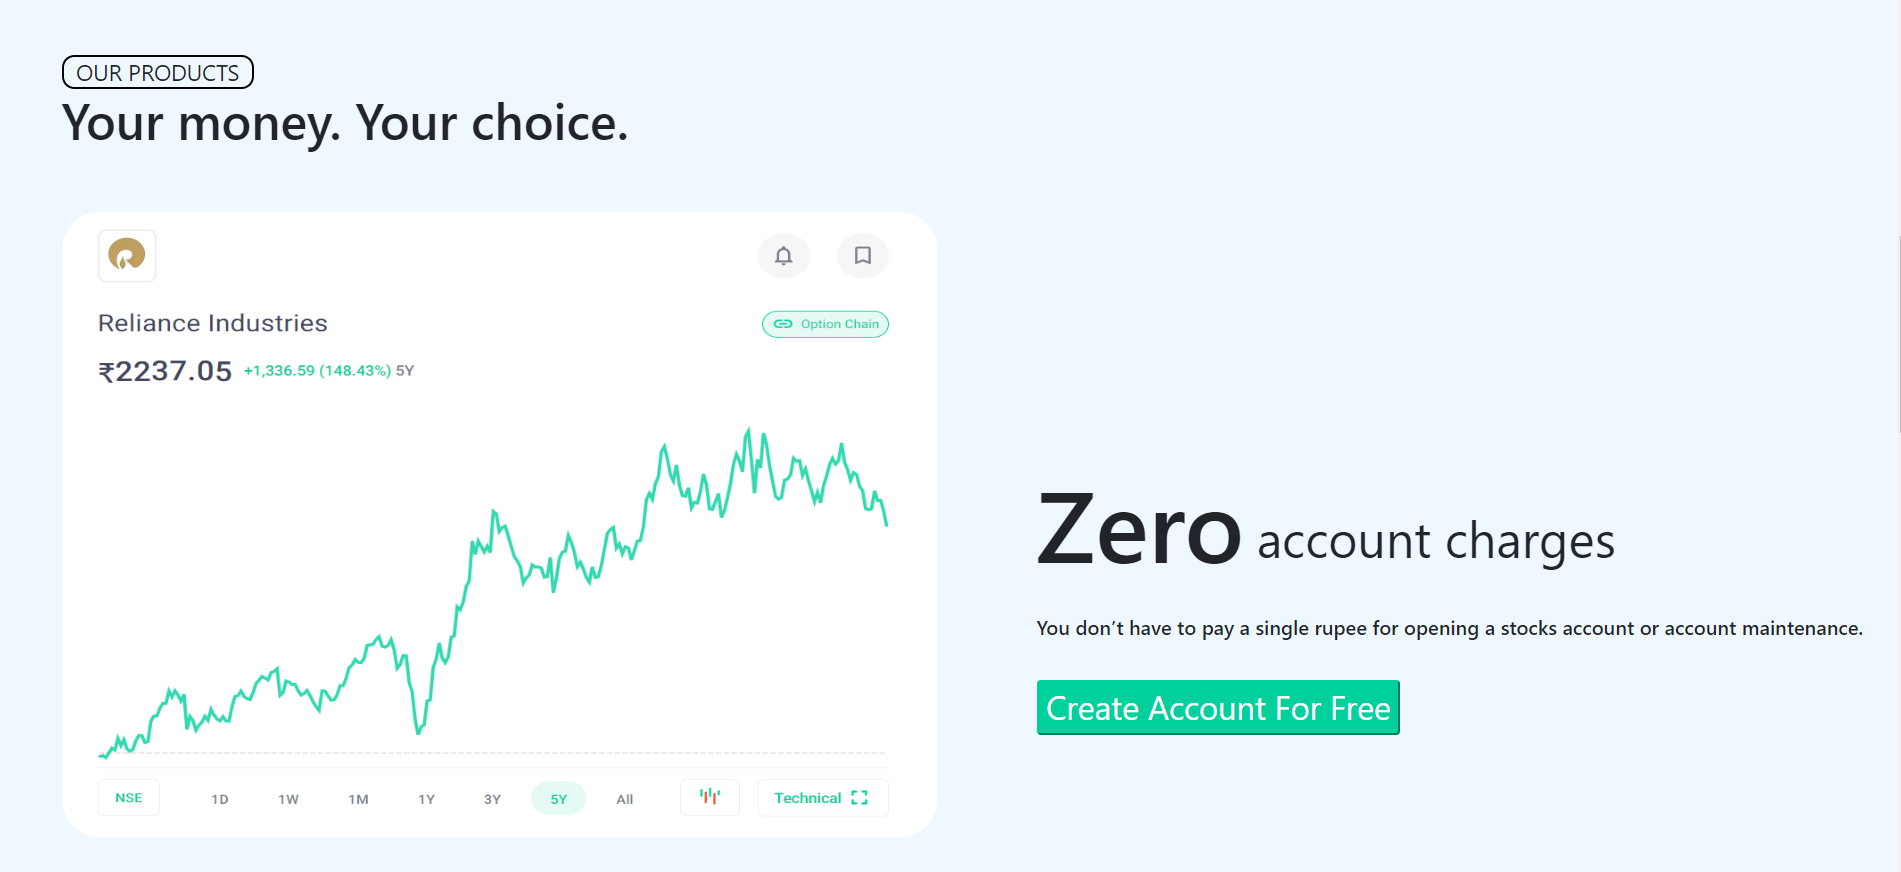 OUR PRODUCTS
Your money. Your choice.
Reliance Industries
Option Chain
₹2237.05 +1,336.59 (148.43%) 5Y
Zero account charges
You don’t have to pay a single rupee for opening a stocks account or account maintenance.
Create Account For Free
NSE 1D 1W 1M 1Y 3Y 5Y All Technical